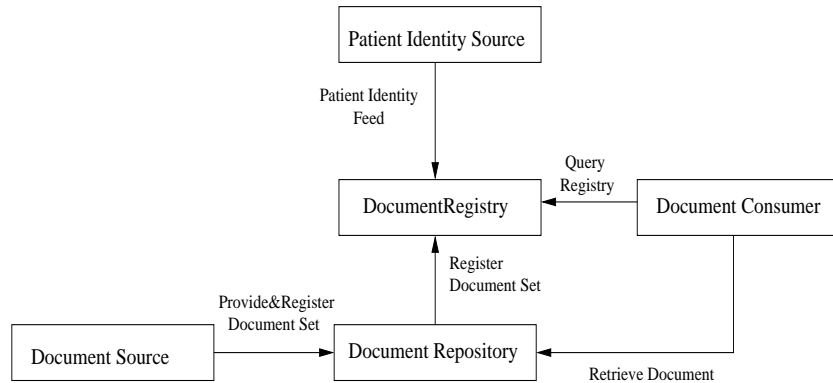 Patient Identity Source
Patient Identity
Feed
Query
Registry
DocumentRegistry
Document Consumer
Register
Document Set
Provide&Register
Document Set
Document Source
Document Repository
Retrieve Document